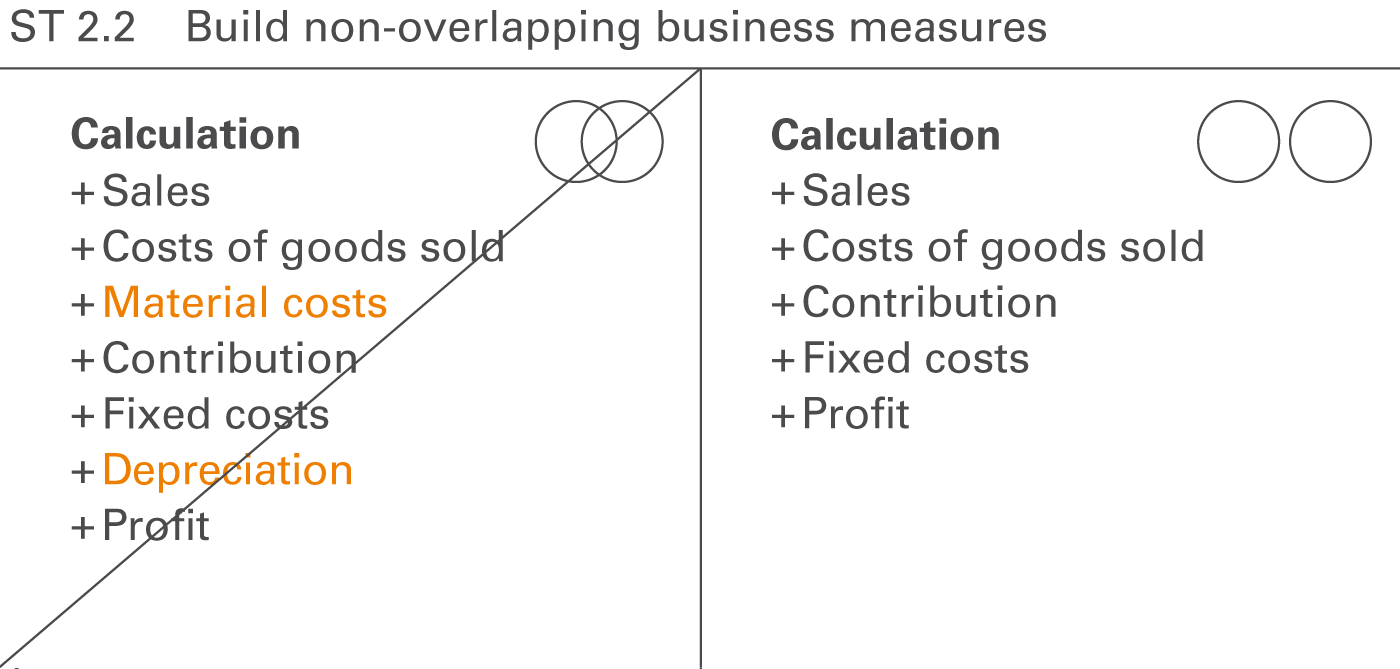 ST 2.2 Build non-overlapping business measures
Calculation
+ Sales
+ Costs of goods sold
+ Material costs
+ Contribution
+ Fixed costs
+ Depreciation
+ Profit
Calculation
+ Sales
+ Costs of goods sold
+ Contribution
+ Fixed costs
+ Profit